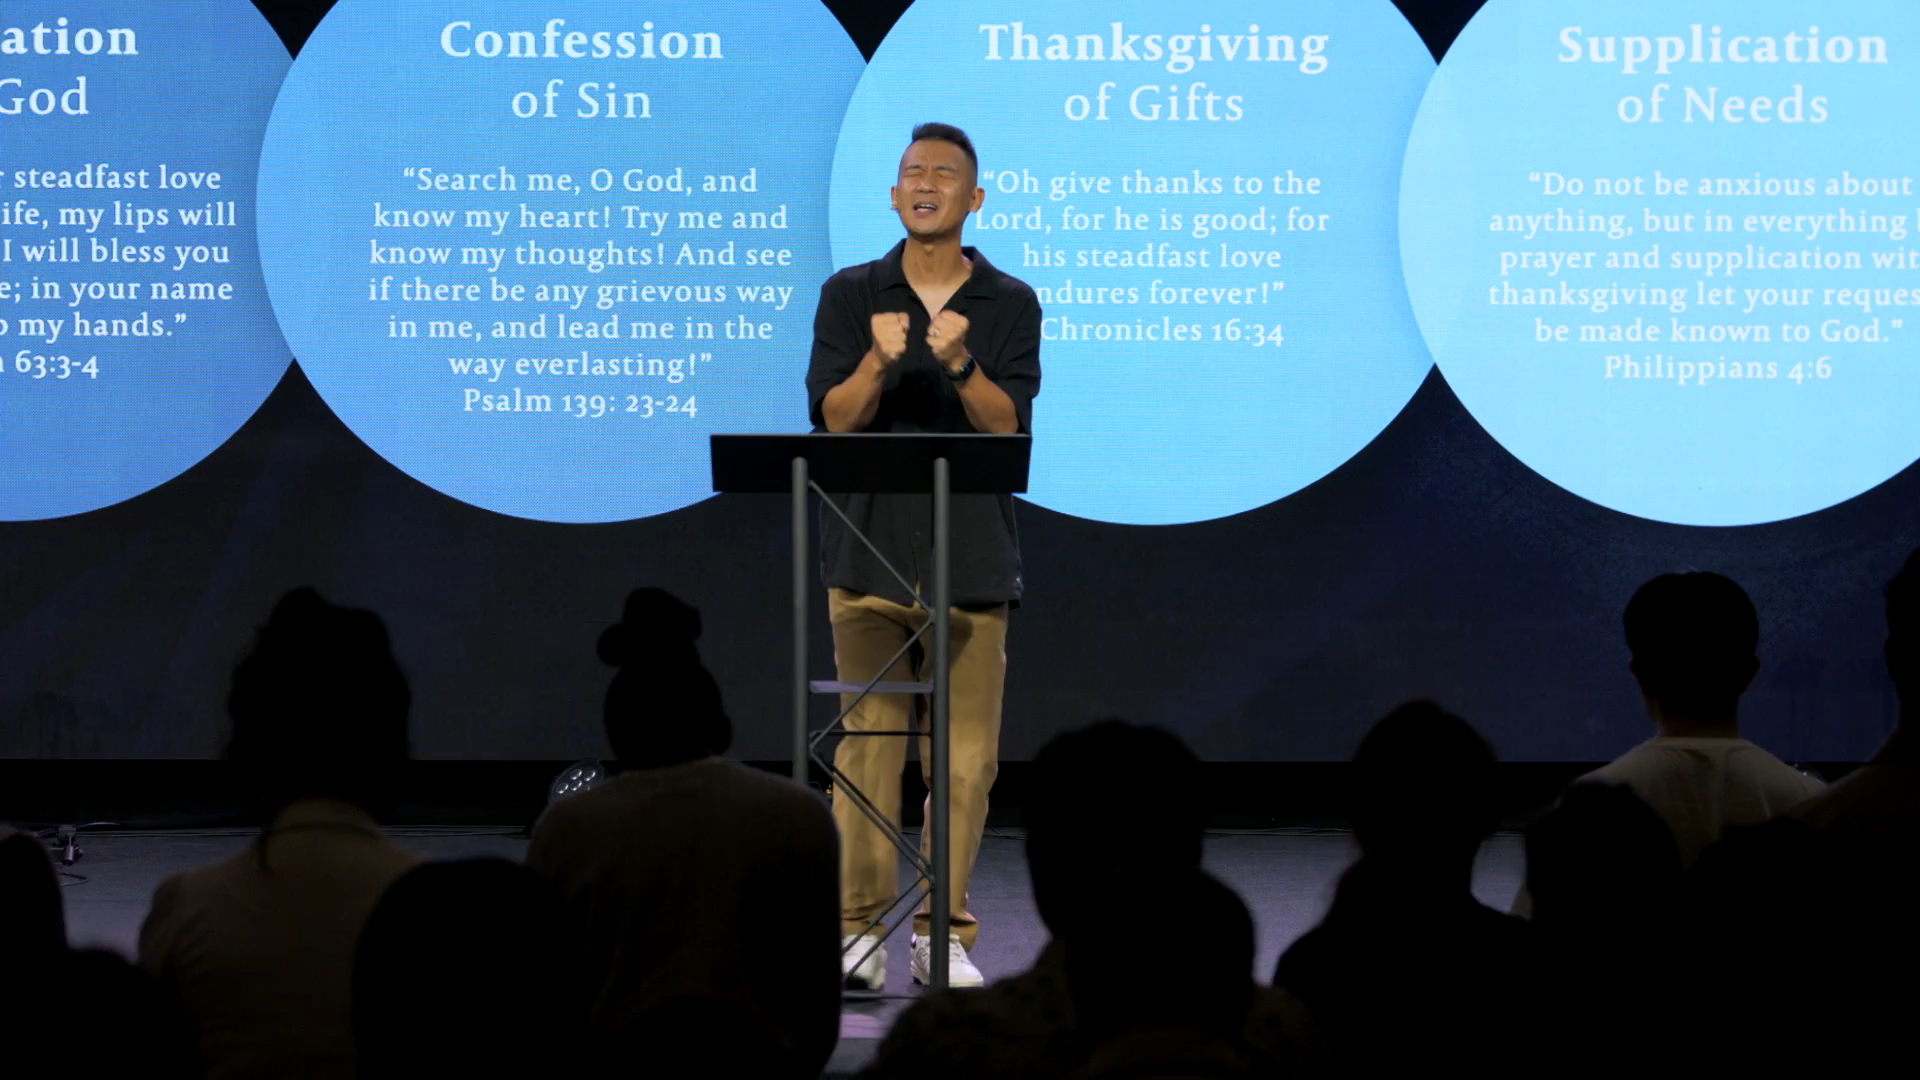 ation
God
steadfast love
ife, my lips will
I will bless you
e; in your name
my hands.”
63:3-4
Confession
of Sin
“Search me, O God, and
know my heart! Try me and
know my thoughts! And see
if there be any grievous way
in me, and lead me in the
way everlasting!”
Psalm 139: 23-24
Thanksgiving
of Gifts
“Oh give thanks to the
Lord, for he is good; for
his steadfast love
ndures forever!”
Chronicles 16:34
Supplication
of Needs
“Do not be anxious about
anything, but in everything
prayer and supplication wit
thanksgiving let your reques
be made known to God.”
Philippians 4:6